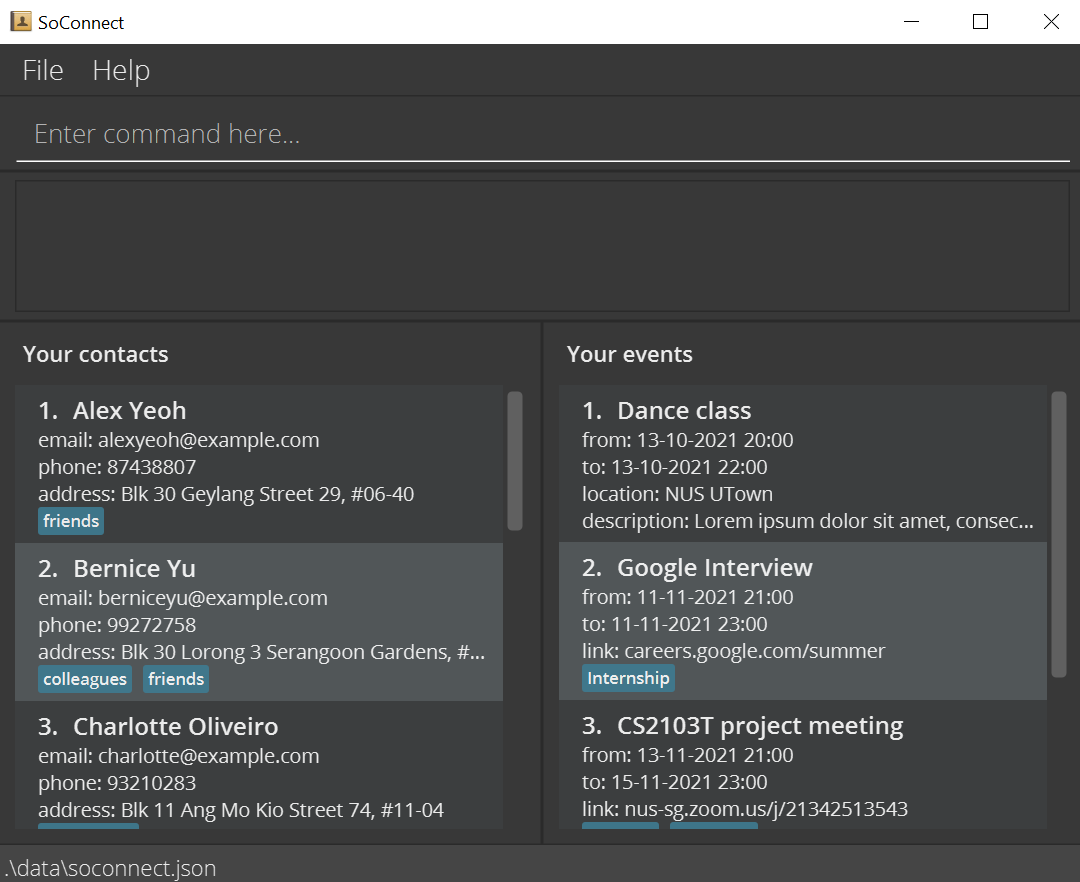 SoConnect
File Help
Enter command here...
Your contacts
1. Alex Yeoh
email: alexyeoh@example.com
phone: 87438807
address: Blk 30 Geylang Street 29, #06-40
friends
2. Bernice Yu
email: berniceyu@example.com
phone: 99272758
address: Blk 30 Lorong 3 Serangoon Gardens, #...
colleagues friends
3. Charlotte Oliveiro
email: charlotte@example.com
phone: 93210283
address: Blk 11 Ang Mo Kio Street 74, #11-04
Your events
1. Dance class
from: 13-10-2021 20:00
to: 13-10-2021 22:00
location: NUS UTown
description: Lorem ipsum dolor sit amet, consec...
2. Google Interview
from: 11-11-2021 21:00
to: 11-11-2021 23:00
link: careers.google.com/summer
Internship
3. CS2103T project meeting
from: 13-11-2021 21:00
to: 15-11-2021 23:00
link: nus-sg.zoom.us/j/21342513543
.\data\soconnect.json